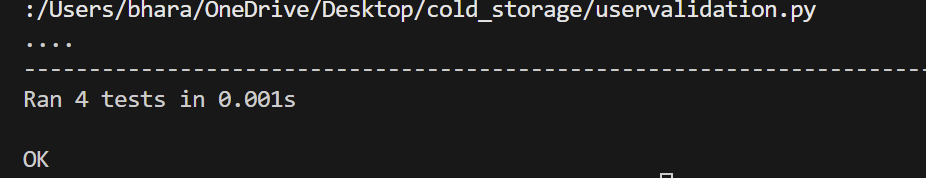 :/Users/bhara/OneDrive/Desktop/cold_storage/uservalidation.py
....
----------------------------------------------------------------------
Ran 4 tests in 0.001s
OK